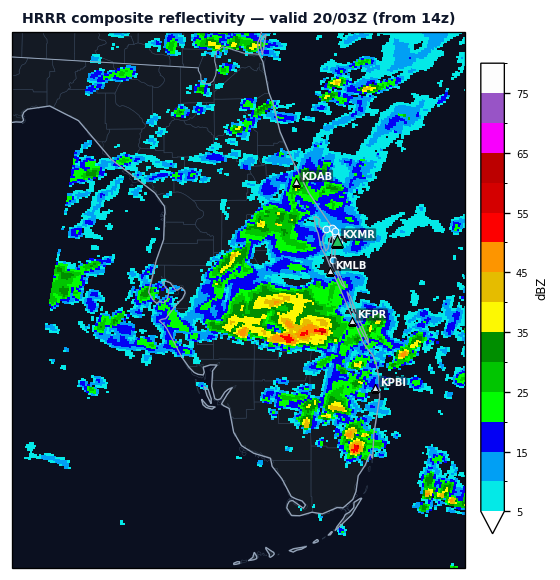 HRRR composite reflectivity — valid 20/03Z (from 14z)
KDAB
KXMR
KMLB
KFPR
KPBI
75
65
55
45
35
25
15
5
dBZ